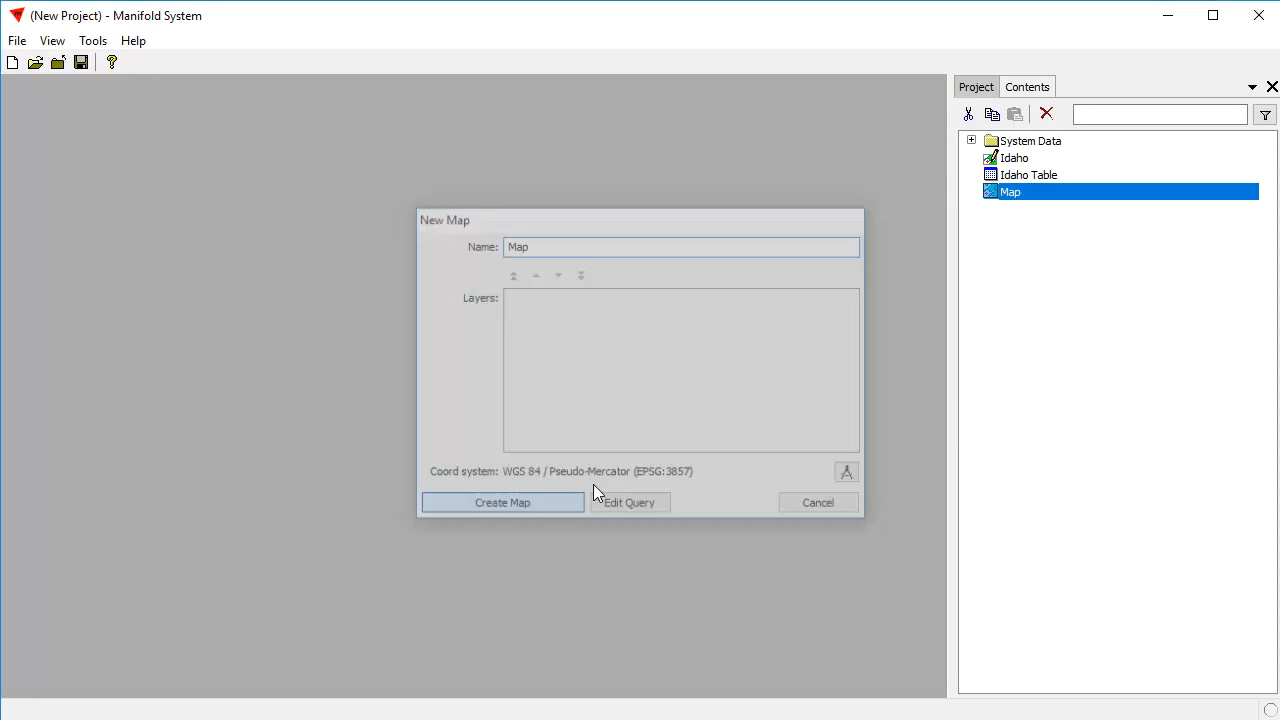 (New Project) - Manifold System
File View Tools Help
Project Contents
System Data
Idaho
Idaho Table
Map
New Map
Name: Map
Layers:
Coord system: WGS 84 / Pseudo-Mercator (EPSG:3857)
Create Map Edit Query Cancel